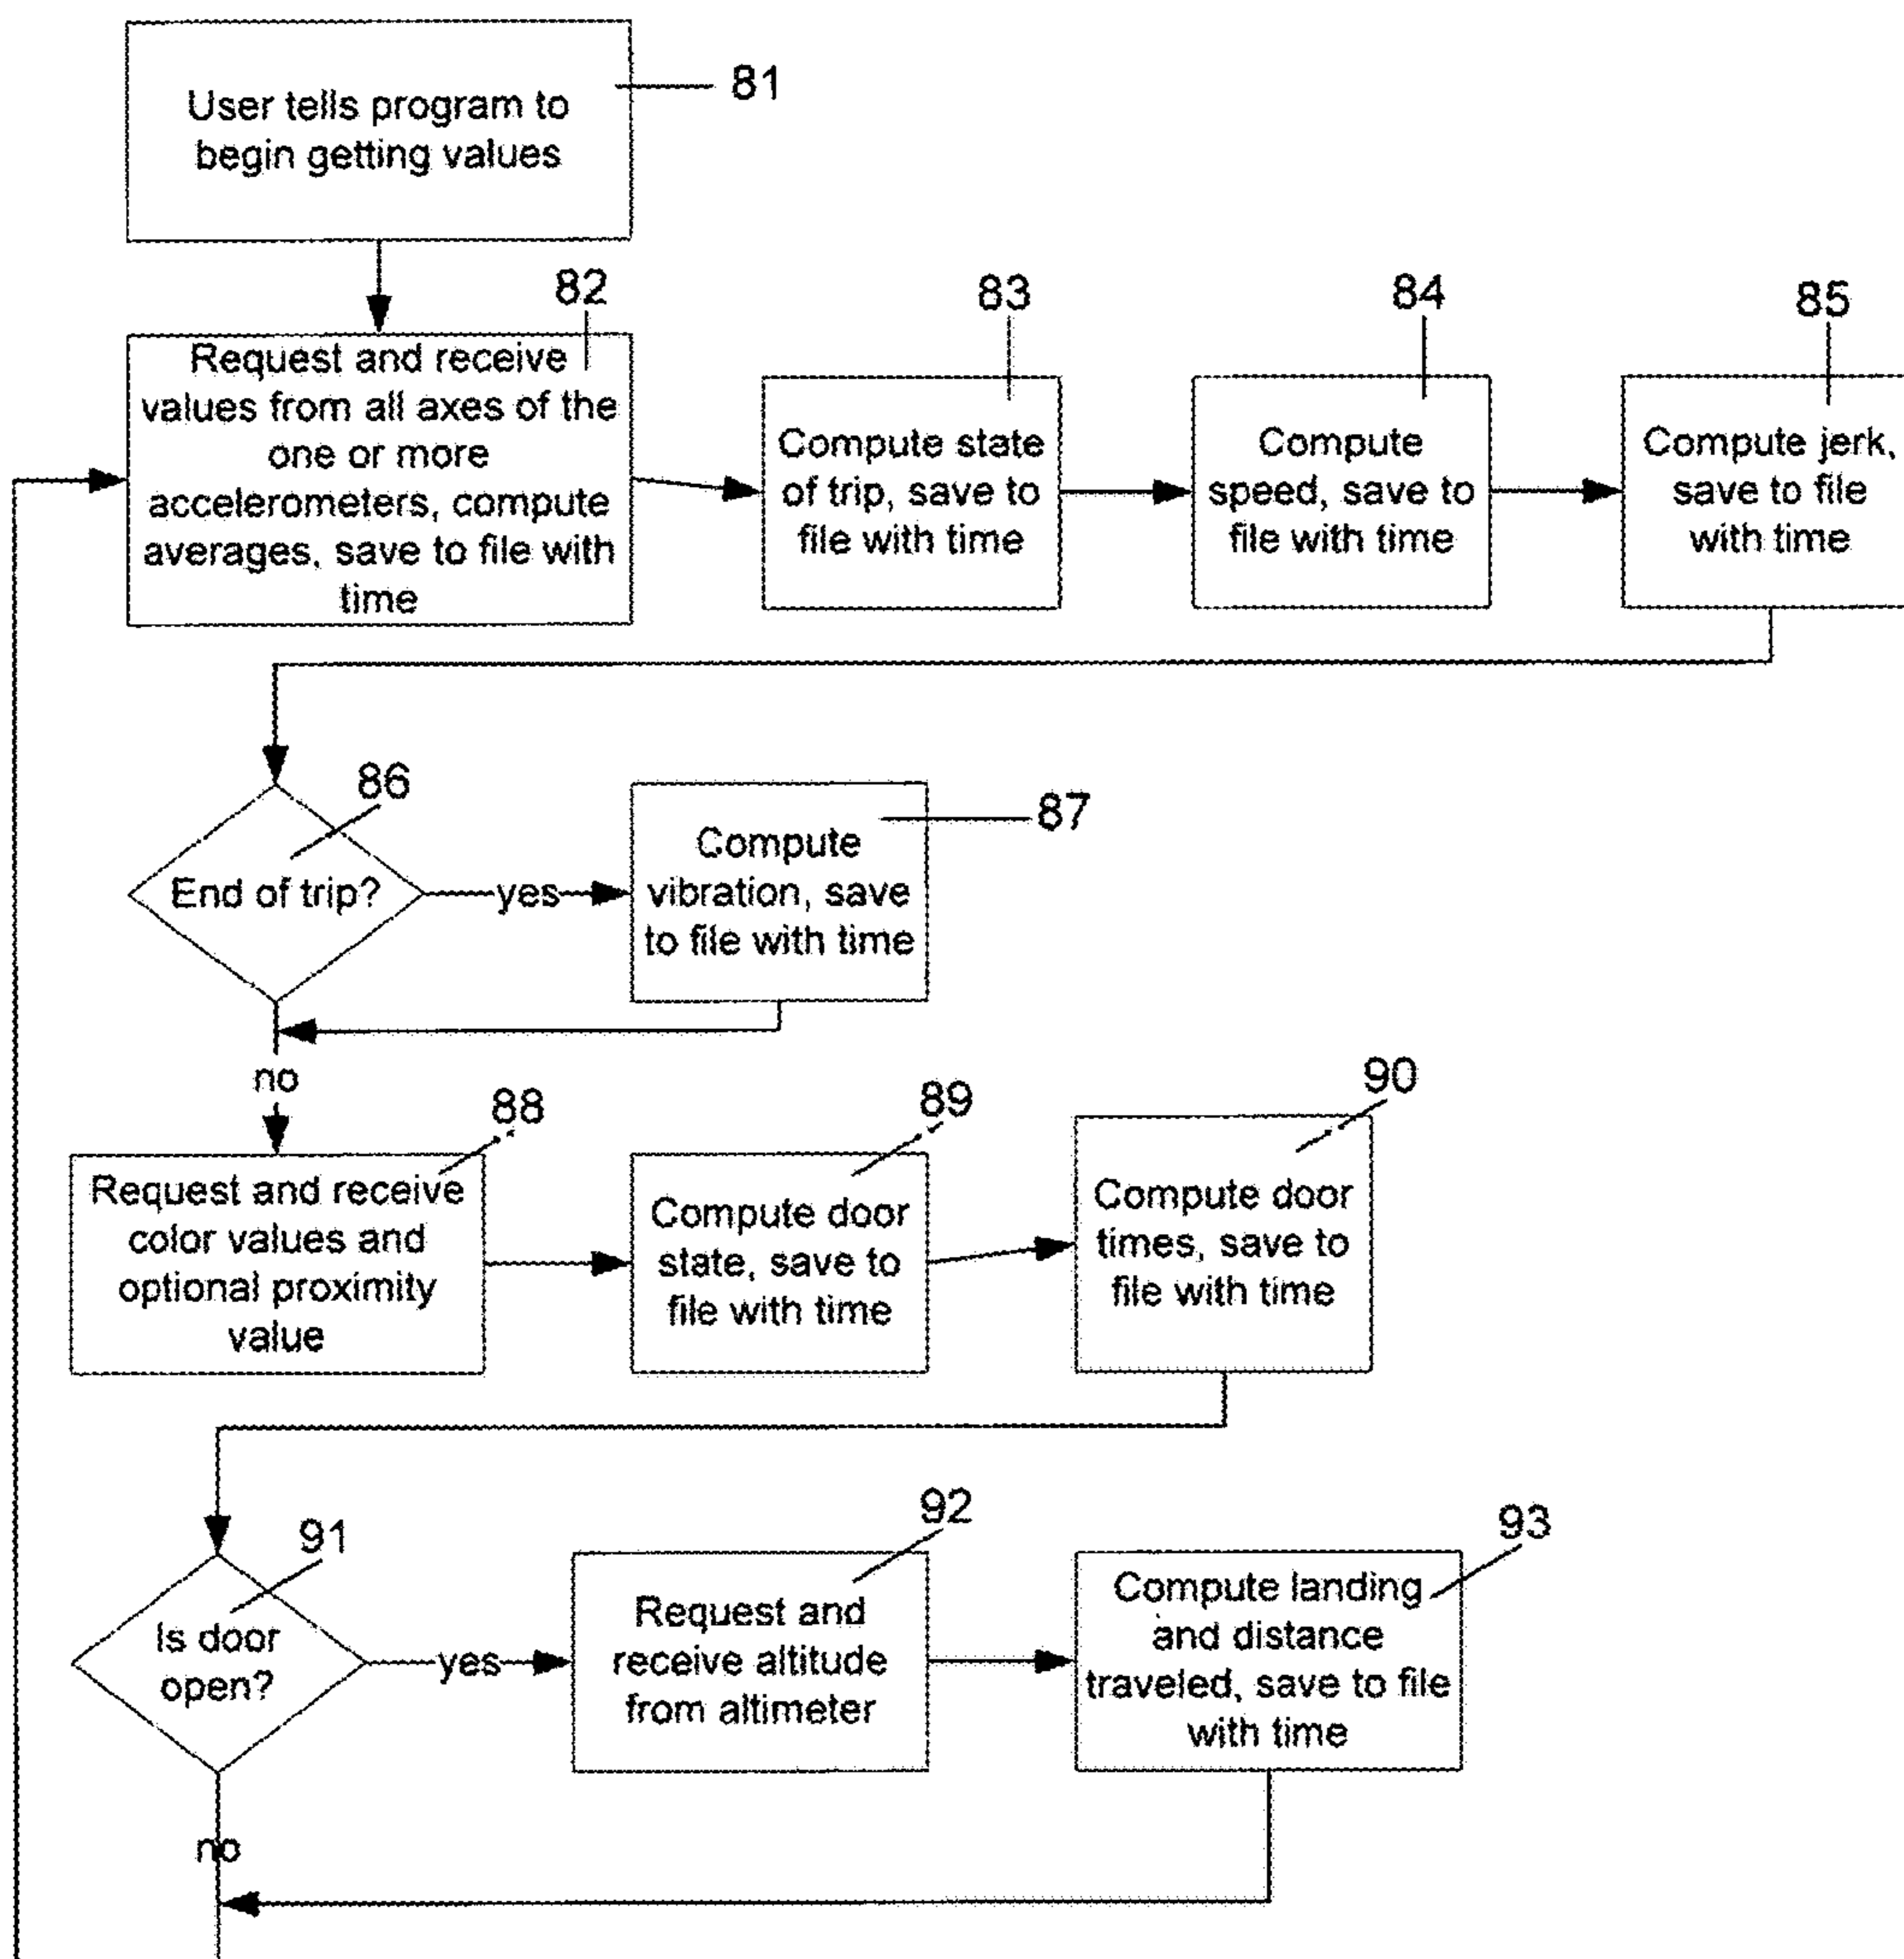 User tells program to
begin getting values
81
82
Request and receive
values from all axes of the
one or more
accelerometers, compute
averages, save to file with
time
83
Compute state
of trip, save to
file with time
84
Compute
speed, save to
file with time
85
Compute jerk,
save to file
with time
86
End of trip?
yes
87
Compute
vibration, save
to file with time
no
88
Request and receive
color values and
optional proximity
value
89
Compute door
state, save to
file with time
90
Compute door
times, save to
file with time
91
Is door
open?
yes
92
Request and
receive altitude
from altimeter
93
Compute landing
and distance
traveled, save to file
with time
no